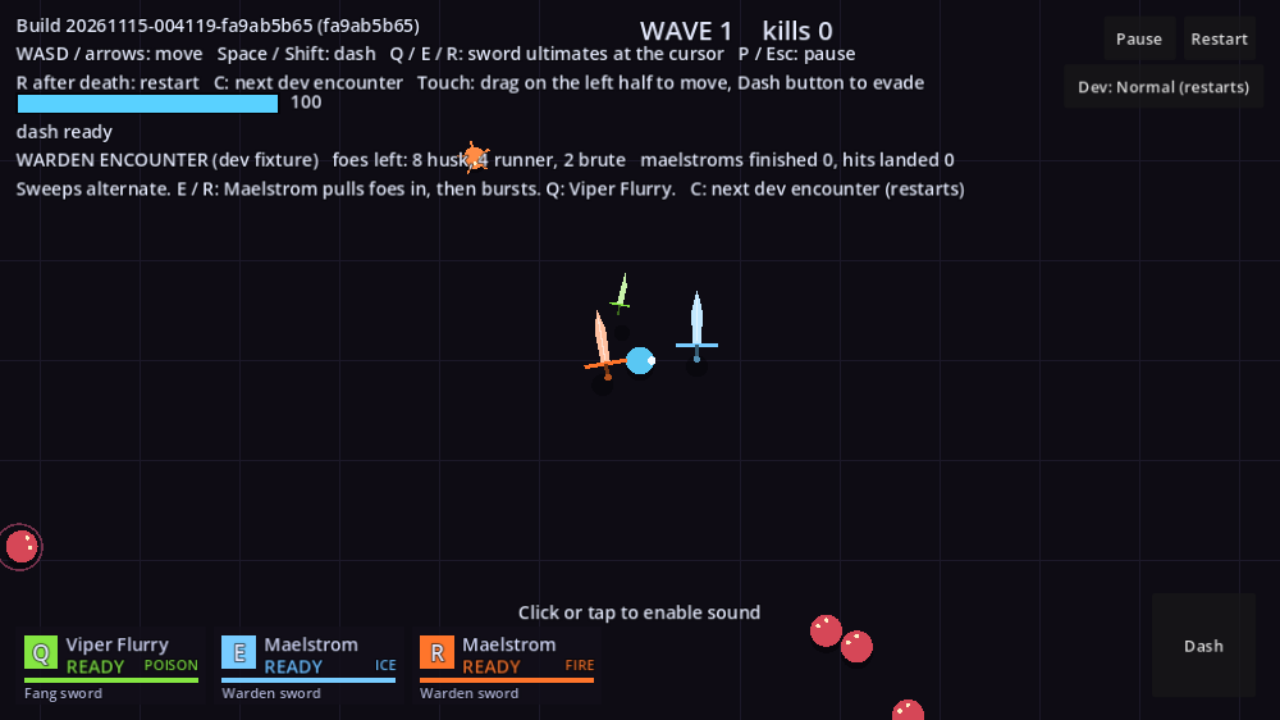 Build 20261115-004119-fa9ab5b65 (fa9ab5b65)
WAVE 1 kills 0
Pause
Restart
WASD / arrows: move Space / Shift: dash Q / E / R: sword ultimates at the cursor P / Esc: pause
R after death: restart C: next dev encounter Touch: drag on the left half to move, Dash button to evade
Dev: Normal (restarts)
100
dash ready
WARDEN ENCOUNTER (dev fixture) foes left: 8 husk, 4 runner, 2 brute maelstroms finished 0, hits landed 0
Sweeps alternate. E / R: Maelstrom pulls foes in, then bursts. Q: Viper Flurry. C: next dev encounter (restarts)
Click or tap to enable sound
Q Viper Flurry
READY POISON
Fang sword
E Maelstrom
READY ICE
Warden sword
R Maelstrom
READY FIRE
Warden sword
Dash